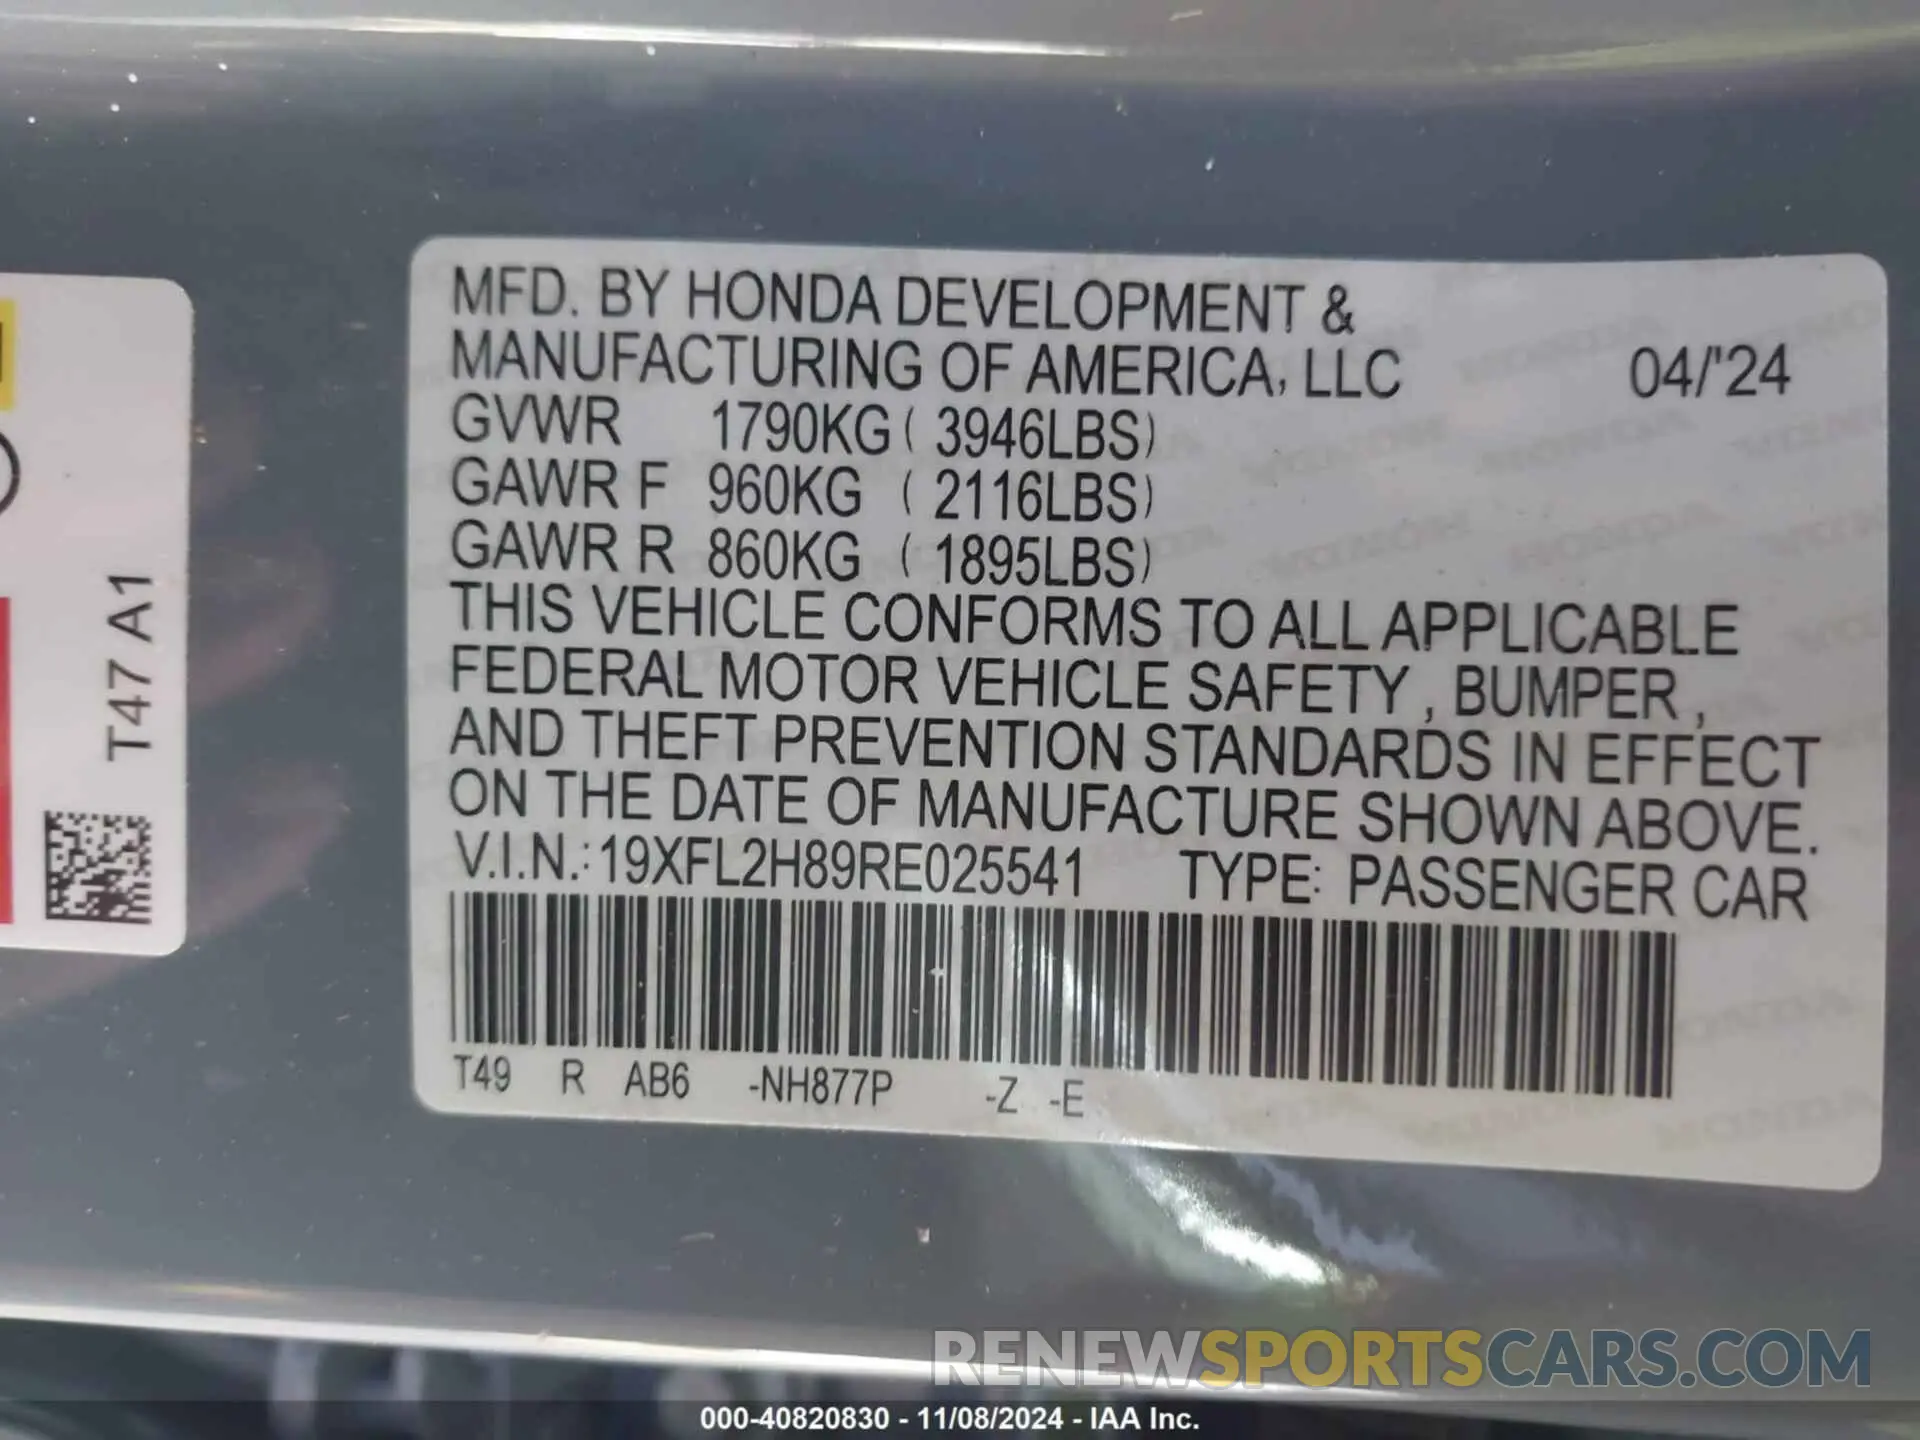 MFD. BY HONDA DEVELOPMENT &
MANUFACTURING OF AMERICA, LLC 04/'24
GVWR 1790KG ( 3946LBS)
GAWR F 960KG ( 2116LBS)
GAWR R 860KG ( 1895LBS)
THIS VEHICLE CONFORMS TO ALL APPLICABLE
FEDERAL MOTOR VEHICLE SAFETY , BUMPER ,
AND THEFT PREVENTION STANDARDS IN EFFECT
ON THE DATE OF MANUFACTURE SHOWN ABOVE.
V.I.N.: 19XFL2H89RE025541 TYPE: PASSENGER CAR
T49 R AB6 -NH877P -Z -E
T47 A1
RENEWSPORTSCARS.COM
000-40820830 - 11/08/2024 - IAA Inc.